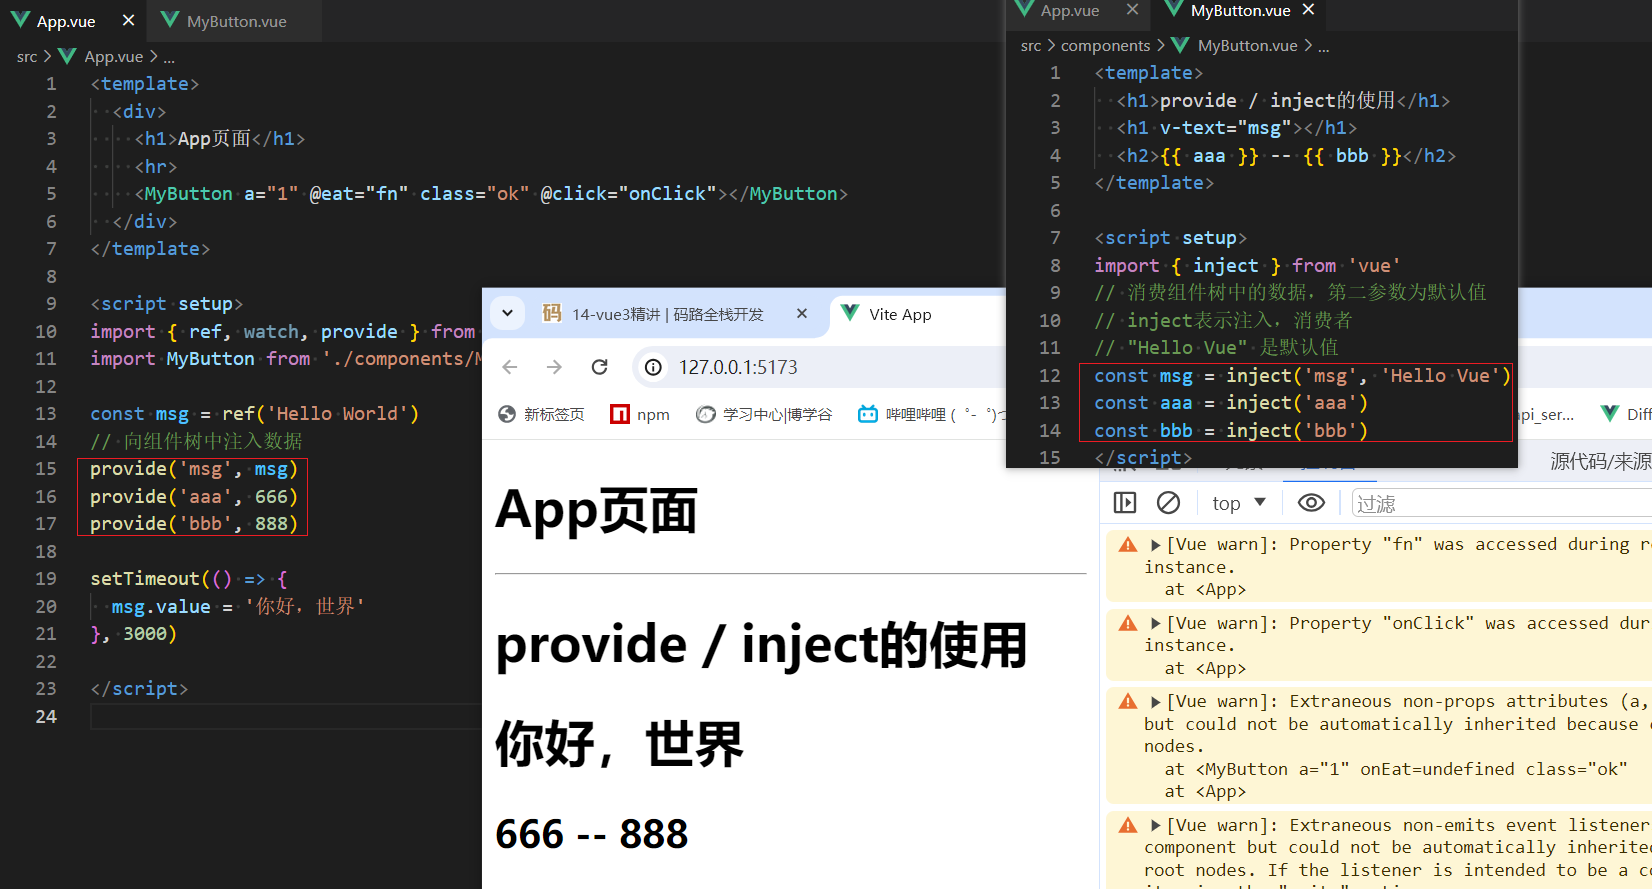 App.vue
MyButton.vue
src > App.vue > ...
1 <template>
2 <div>
3 <h1>App页面</h1>
4 <hr>
5 <MyButton a="1" @eat="fn" class="ok" @click="onClick"></MyButton>
6 </div>
7 </template>
8
9 <script setup>
10 import { ref, watch, provide } from
11 import MyButton from './components/M
12
13 const msg = ref('Hello World')
14 // 向组件树中注入数据
15 provide('msg', msg)
16 provide('aaa', 666)
17 provide('bbb', 888)
18
19 setTimeout(() => {
20 msg.value = '你好，世界'
21 }, 3000)
22
23 </script>
24
App.vue
MyButton.vue
src > components > MyButton.vue > ...
1 <template>
2 <h1>provide / inject的使用</h1>
3 <h1 v-text="msg"></h1>
4 <h2>{{ aaa }} -- {{ bbb }}</h2>
5 </template>
6
7 <script setup>
8 import { inject } from 'vue'
9 // 消费组件树中的数据，第二参数为默认值
10 // inject表示注入，消费者
11 // "Hello Vue" 是默认值
12 const msg = inject('msg', 'Hello Vue')
13 const aaa = inject('aaa')
14 const bbb = inject('bbb')
15 </script>
码 14-vue3精讲 | 码路全栈开发
Vite App
127.0.0.1:5173
新标签页
npm
学习中心|博学谷
哔哩哔哩 (゜-゜)つ
api_ser...
Diff
App页面
provide / inject的使用
你好，世界
666 -- 888
源代码/来源
top
过滤
[Vue warn]: Property "fn" was accessed during r
instance.
at <App>
[Vue warn]: Property "onClick" was accessed dur
instance.
at <App>
[Vue warn]: Extraneous non-props attributes (a,
but could not be automatically inherited because
nodes.
at <MyButton a="1" onEat=undefined class="ok"
at <App>
[Vue warn]: Extraneous non-emits event listener
component but could not be automatically inherited
root nodes. If the listener is intended to be a c